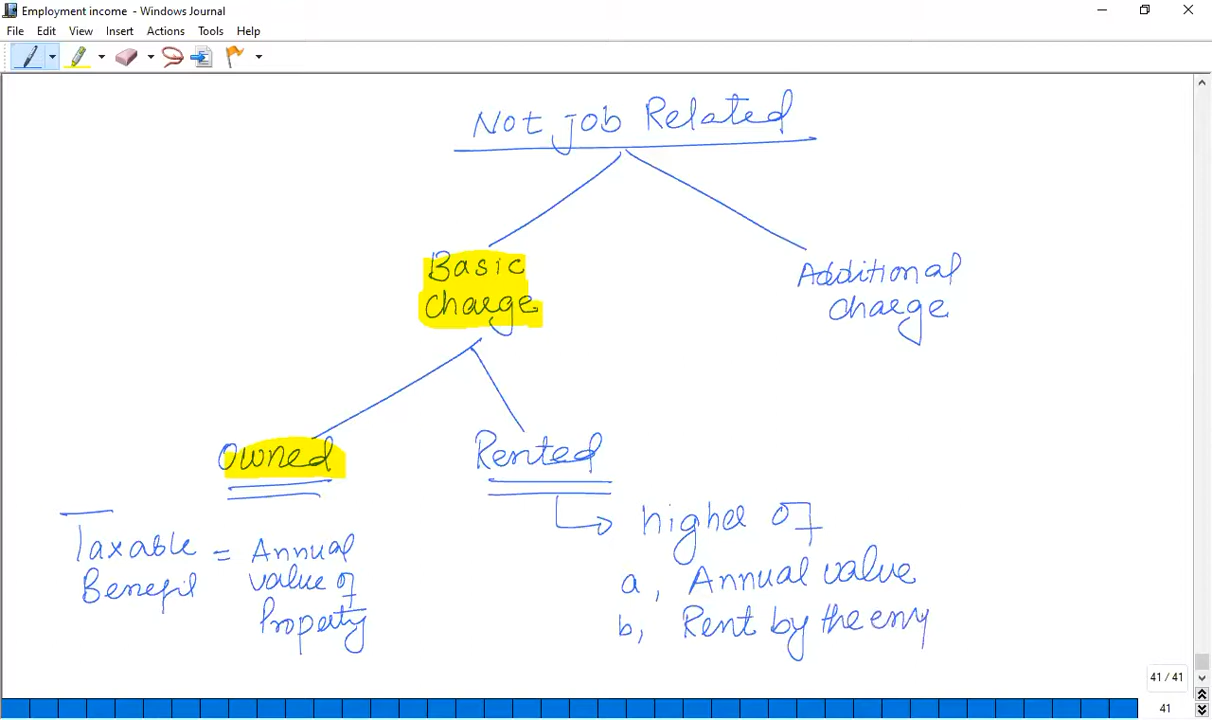 Employment income - Windows Journal
File Edit View Insert Actions Tools Help
Not job Related
Basic
charge
Additional
charge
Owned
Rented
Taxable = Annual
Benefit value of
Property
higher of
a, Annual value
b, Rent by the emp
41 / 41
41